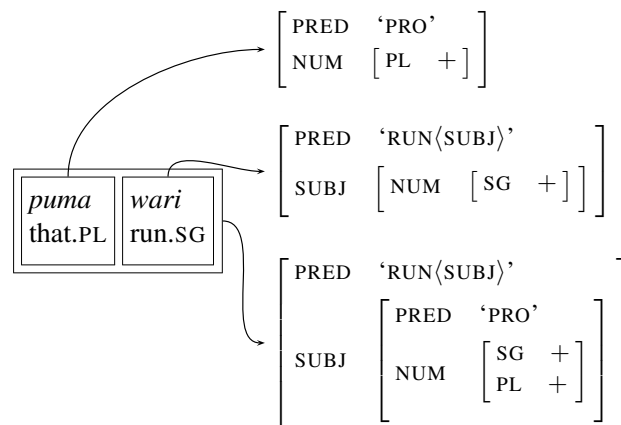 PRED ‘PRO’
NUM [ PL + ]
PRED ‘RUN⟨SUBJ⟩’
SUBJ [ NUM [ SG + ] ]
puma wari
that.PL run.SG
PRED ‘RUN⟨SUBJ⟩’
PRED ‘PRO’
SG +
SUBJ NUM
PL +